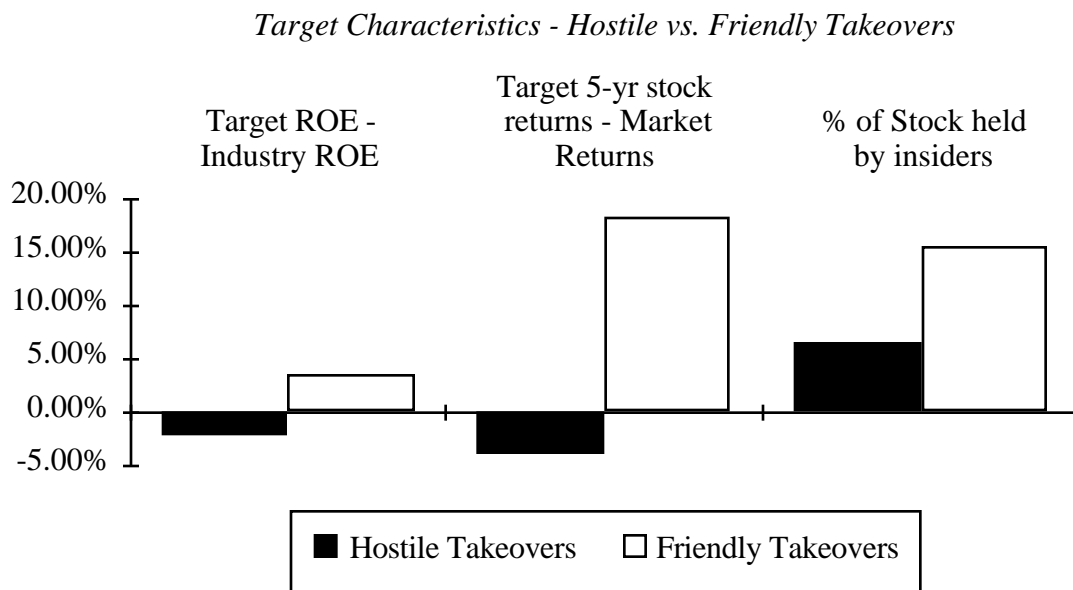 Target Characteristics - Hostile vs. Friendly Takeovers
Target ROE -
Industry ROE
Target 5-yr stock
returns - Market
Returns
% of Stock held
by insiders
20.00%
15.00%
10.00%
5.00%
0.00%
-5.00%
Hostile Takeovers
Friendly Takeovers